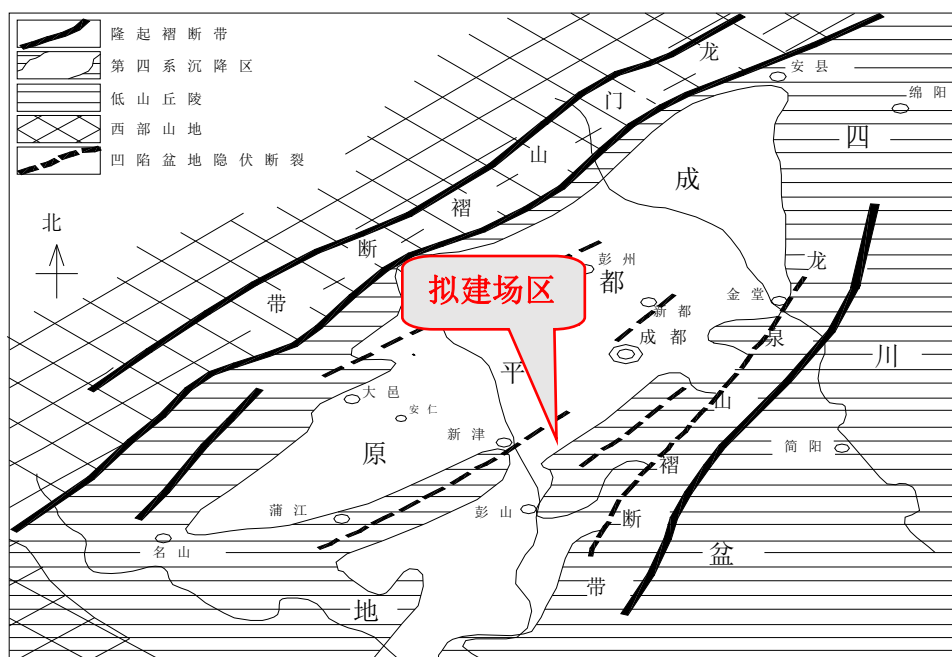 隆起褶断带
第四系沉降区
低山丘陵
西部山地
凹陷盆地隐伏断裂
北
龙
门
山
褶
断
带
安县
绵阳
四
川
盆
地
成
都
平
原
彭州
新都
成都
金堂
拟建场区
大邑
安仁
新津
蒲江
彭山
名山
简阳
龙
泉
山
褶
断
带